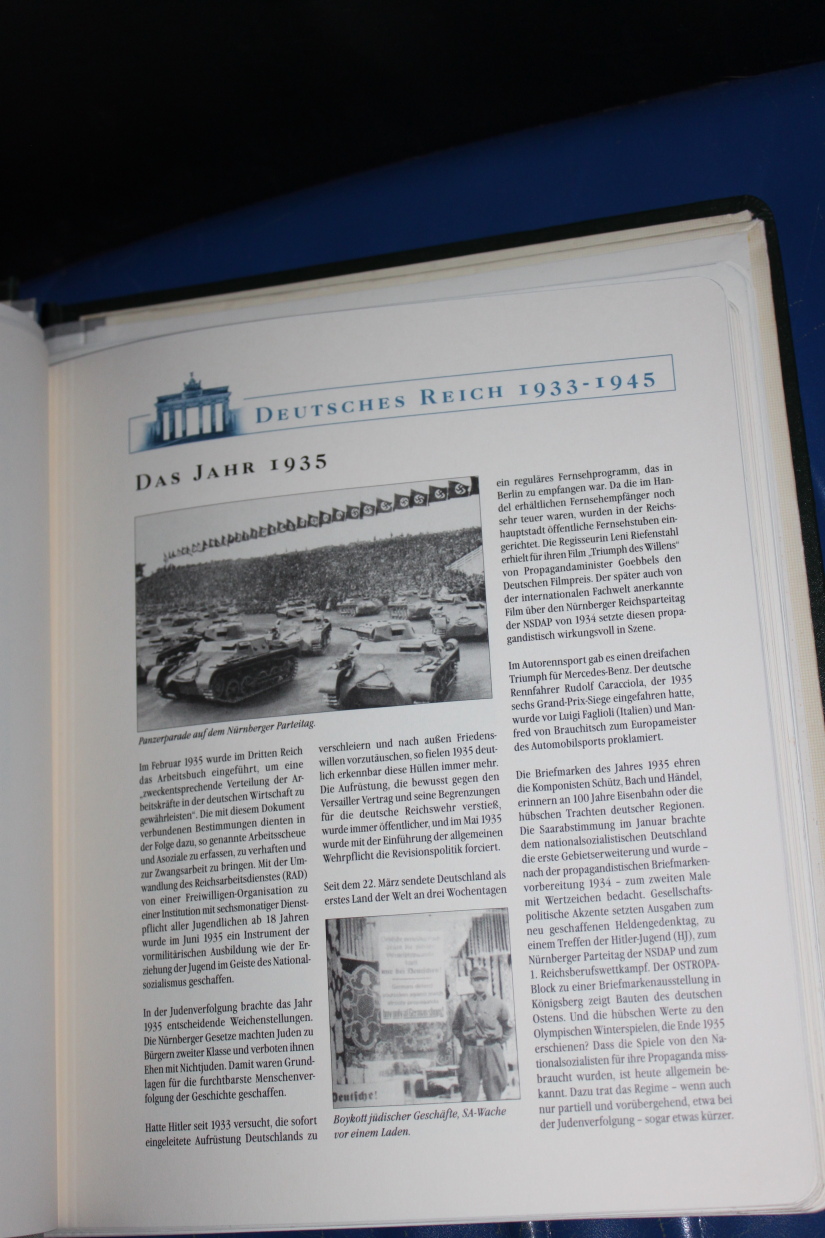 DEUTSCHES REICH 1933-1945
DAS JAHR 1935
Panzerparade auf dem Nürnberger Parteitag.
Im Februar 1935 wurde im Dritten Reich
das Arbeitsbuch eingeführt, um eine
„zweckentsprechende Verteilung der Ar-
beitskräfte in der deutschen Wirtschaft zu
gewährleisten“. Die mit diesem Dokument
verbundenen Bestimmungen dienten in
der Folge dazu, so genannte Arbeitsscheue
und Asoziale zu erfassen, zu verhaften und
zur Zwangsarbeit zu bringen. Mit der Um-
wandlung des Reichsarbeitsdienstes (RAD)
von einer Freiwilligen-Organisation zu
einer Institution mit sechsmonatiger Dienst-
pflicht aller Jugendlichen ab 18 Jahren
wurde im Juni 1935 ein Instrument der
vormilitärischen Ausbildung wie der Er-
ziehung der Jugend im Geiste des National-
sozialismus geschaffen.
In der Judenverfolgung brachte das Jahr
1935 entscheidende Weichenstellungen.
Die Nürnberger Gesetze machten Juden zu
Bürgern zweiter Klasse und verboten ihnen
Ehen mit Nichtjuden. Damit waren Grund-
lagen für die furchtbarste Menschenver-
folgung der Geschichte geschaffen.
Hatte Hitler seit 1933 versucht, die sofort
eingeleitete Aufrüstung Deutschlands zu
verschleiern und nach außen Friedens-
willen vorzutäuschen, so fielen 1935 deut-
lich erkennbar diese Hüllen immer mehr.
Die Aufrüstung, die bewusst gegen den
Versailler Vertrag und seine Begrenzungen
für die deutsche Reichswehr verstieß,
wurde immer öffentlicher, und im Mai 1935
wurde mit der Einführung der allgemeinen
Wehrpflicht die Revisionspolitik forciert.
Seit dem 22. März sendete Deutschland als
erstes Land der Welt an drei Wochentagen
Deutsche!
Boykott jüdischer Geschäfte, SA-Wache
vor einem Laden.
ein reguläres Fernsehprogramm, das in
Berlin zu empfangen war. Da die im Han-
del erhältlichen Fernsehempfänger noch
sehr teuer waren, wurden in der Reichs-
hauptstadt öffentliche Fernsehstuben ein-
gerichtet. Die Regisseurin Leni Riefenstahl
erhielt für ihren Film „Triumph des Willens“
von Propagandaminister Goebbels den
Deutschen Filmpreis. Der später auch von
der internationalen Fachwelt anerkannte
Film über den Nürnberger Reichsparteitag
der NSDAP von 1934 setzte diesen propa-
gandistisch wirkungsvoll in Szene.
Im Autorennsport gab es einen dreifachen
Triumph für Mercedes-Benz. Der deutsche
Rennfahrer Rudolf Caracciola, der 1935
sechs Grand-Prix-Siege eingefahren hatte,
wurde vor Luigi Faglioli (Italien) und Man-
fred von Brauchitsch zum Europameister
des Automobilsports proklamiert.
Die Briefmarken des Jahres 1935 ehren
die Komponisten Schütz, Bach und Händel,
erinnern an 100 Jahre Eisenbahn oder die
hübschen Trachten deutscher Regionen.
Die Saarabstimmung im Januar brachte
dem nationalsozialistischen Deutschland
die erste Gebietserweiterung und wurde –
nach der propagandistischen Briefmarken-
vorbereitung 1934 – zum zweiten Male
mit Wertzeichen bedacht. Gesellschafts-
politische Akzente setzten Ausgaben zum
neu geschaffenen Heldengedenktag, zu
einem Treffen der Hitler-Jugend (HJ), zum
Nürnberger Parteitag der NSDAP und zum
1. Reichsberufswettkampf. Der OSTROPA-
Block zu einer Briefmarkenausstellung in
Königsberg zeigt Bauten des deutschen
Ostens. Und die hübschen Werte zu den
Olympischen Winterspielen, die Ende 1935
erschienen? Dass die Spiele von den Na-
tionalsozialisten für ihre Propaganda miss-
braucht wurden, ist heute allgemein be-
kannt. Dazu trat das Regime – wenn auch
nur partiell und vorübergehend, etwa bei
der Judenverfolgung – sogar etwas kürzer.